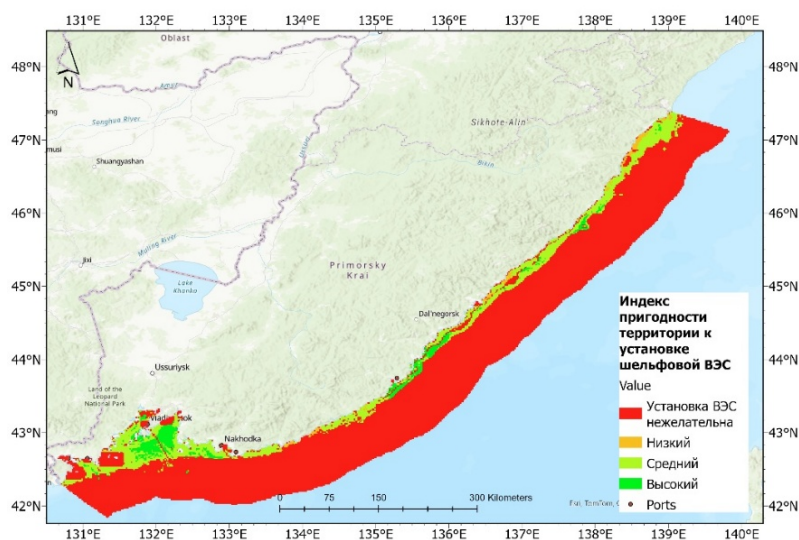 131°E 132°E 133°E 134°E 135°E 136°E 137°E 138°E 139°E 140°E
Oblast
48°N
48°N
N
Amur
Songhua River
Sikhote-Alin'
47°N
47°N
Shuangyashan
Ussuri
Bikin
46°N
46°N
Muling River
Jixi
45°N
45°N
Lake
Khanka
Primorsky
Krai
Dal'negorsk
44°N
44°N
Ussuriysk
Land of the
Leopard
National Park
43°N
43°N
Nakhodka
42°N
42°N
0 75 150 300 Kilometers
Esri, TomTom,
131°E 132°E 133°E 134°E 135°E 136°E 137°E 138°E 139°E 140°E
Индекс
пригодности
территории к
установке
шельфовой ВЭС
Value
Установка ВЭС
нежелательна
Низкий
Средний
Высокий
Ports